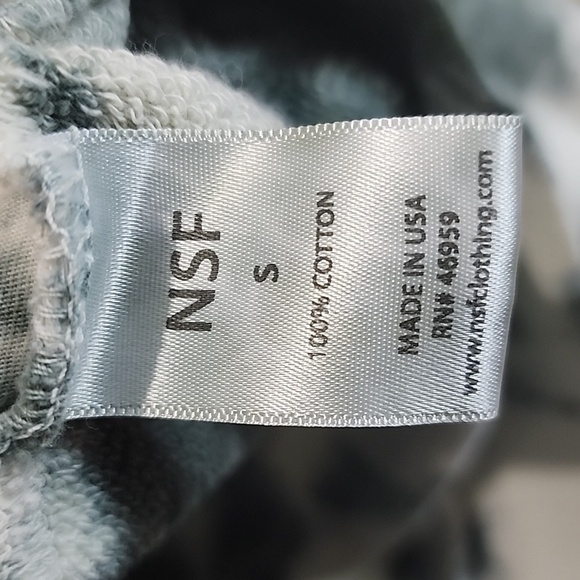 NSF
S
100% COTTON
MADE IN USA
RN# 46959
www.nsfclothing.com